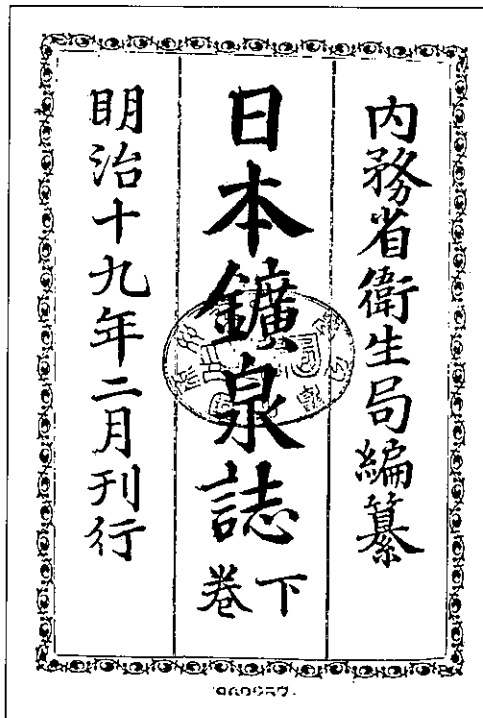 内務省衛生局編纂
日本鑛泉誌下卷
明治十九年二月刊行